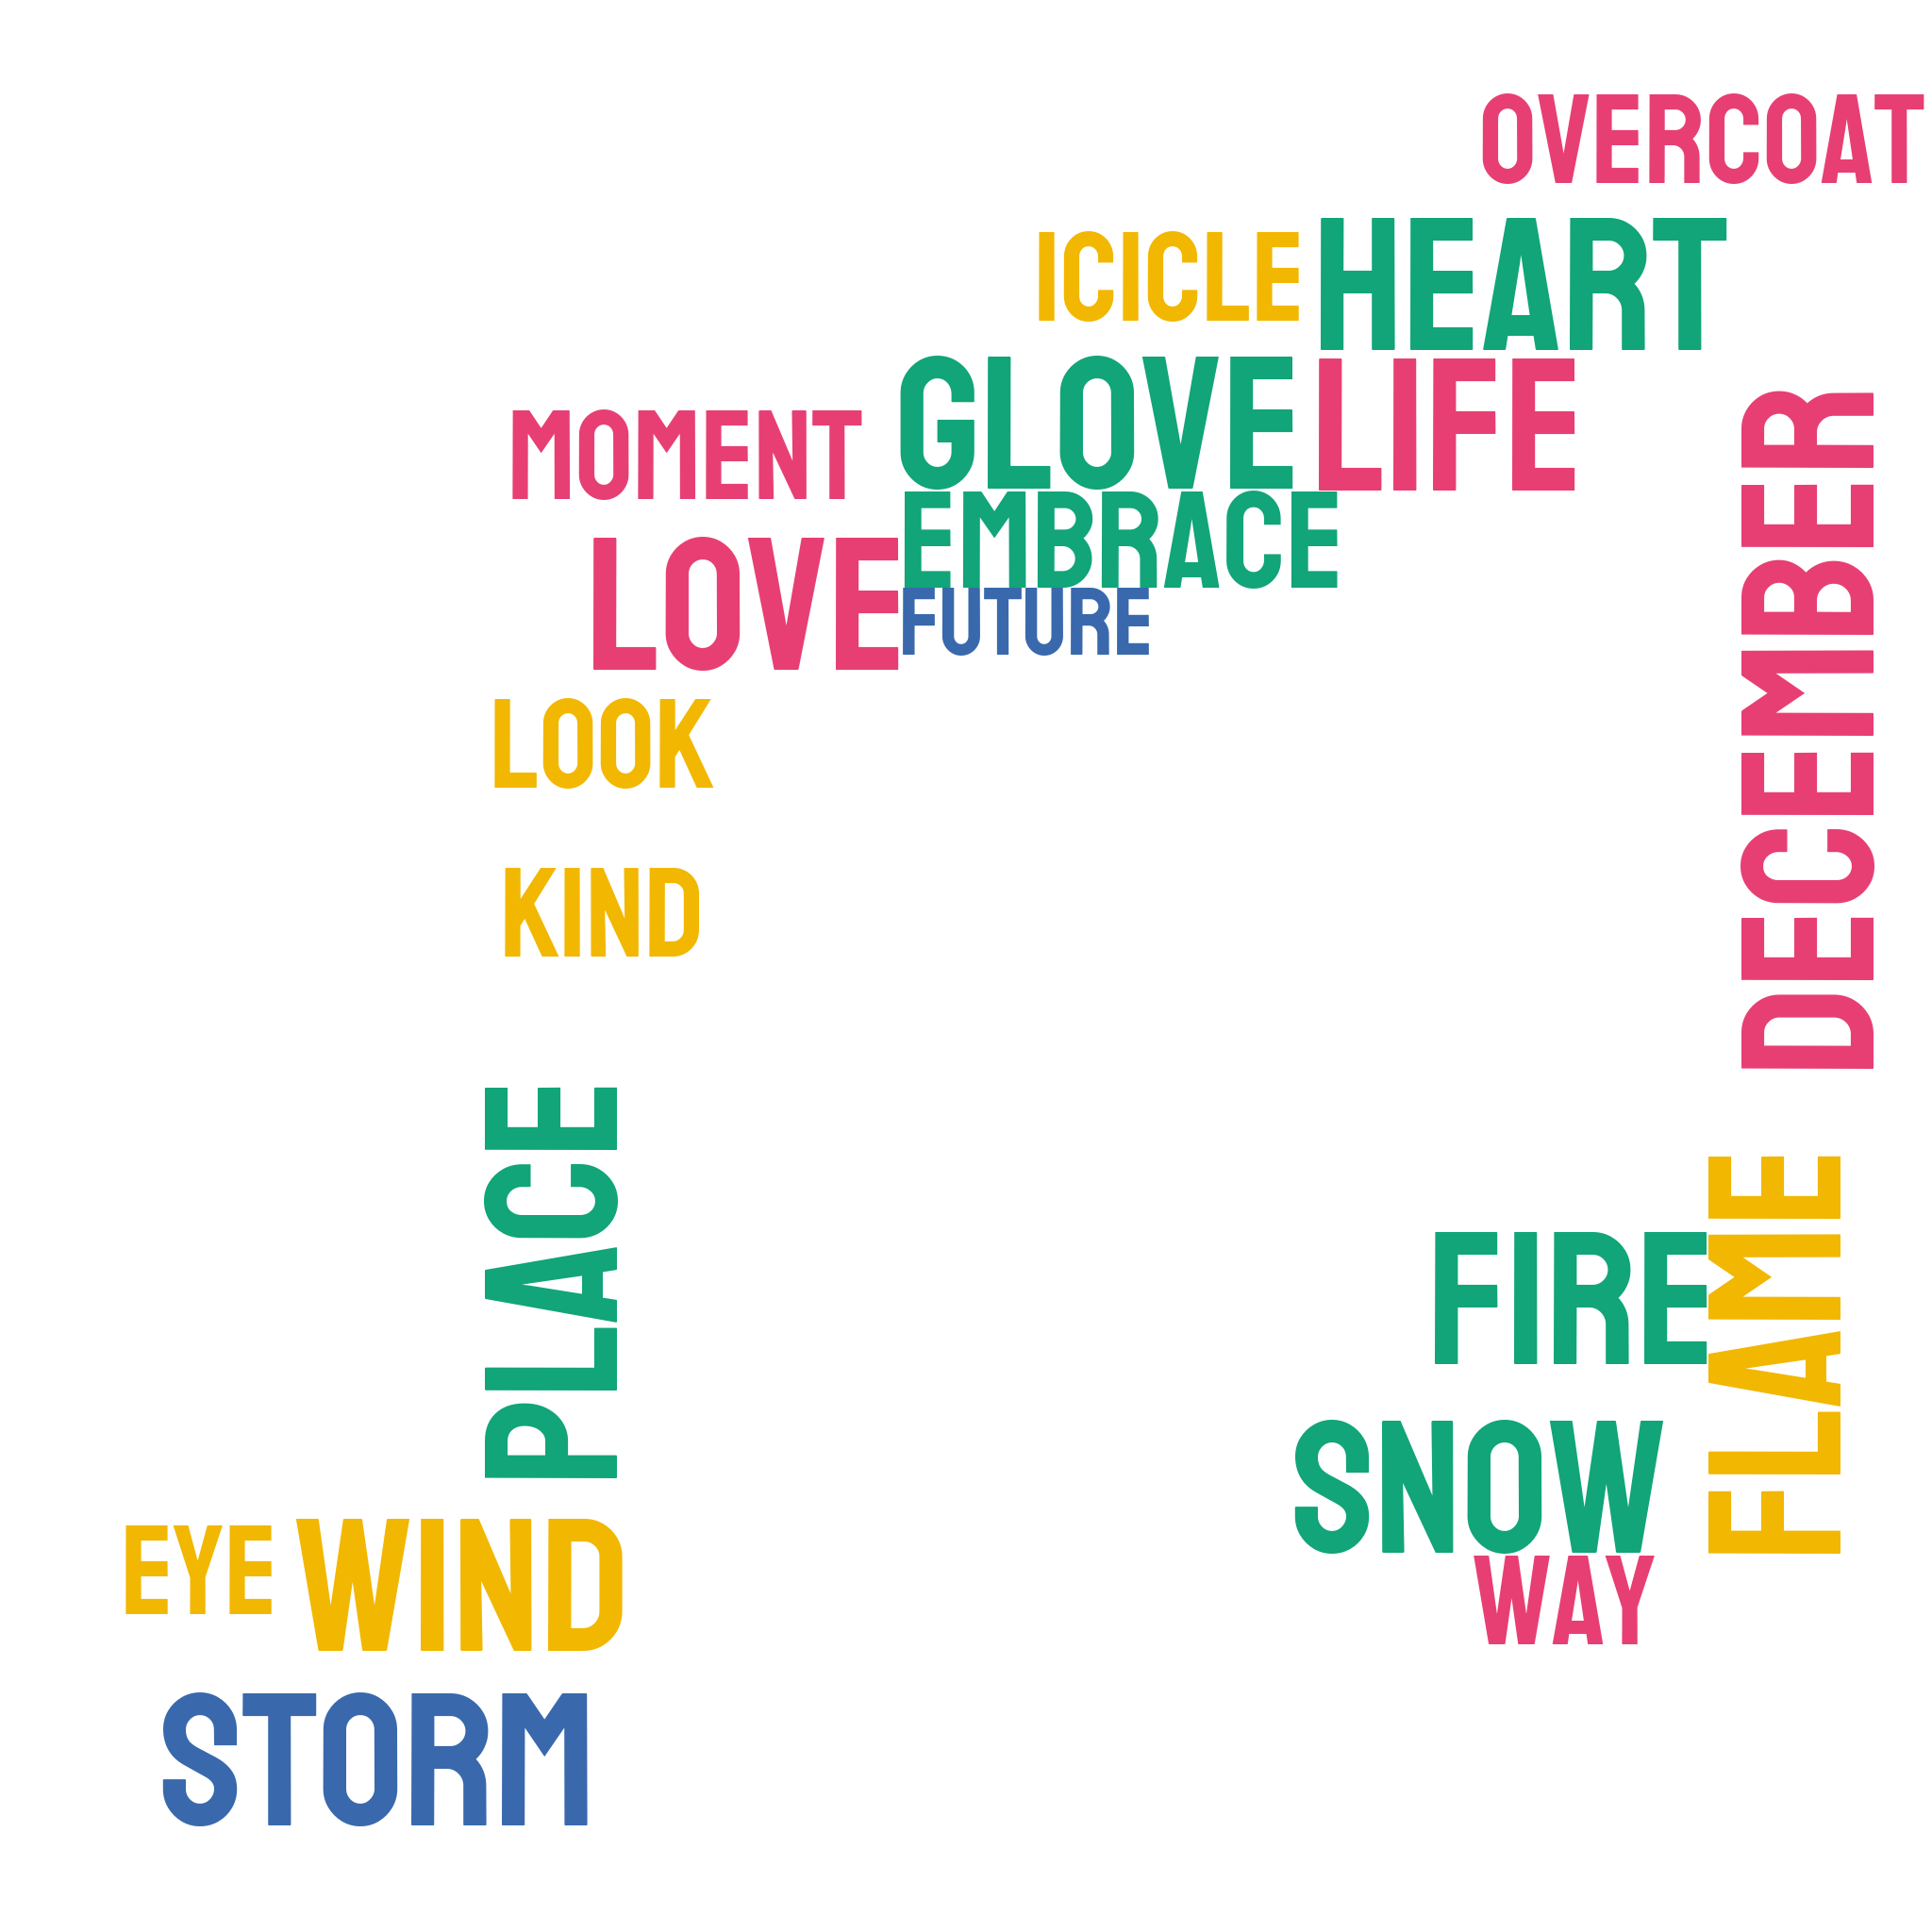 OVERCOAT
ICICLE HEART
GLOVE LIFE
MOMENT
EMBRACE
LOVE
FUTURE
DECEMBER
LOOK
KIND
PLACE
FLAME
FIRE
SNOW
EYE WIND
WAY
STORM